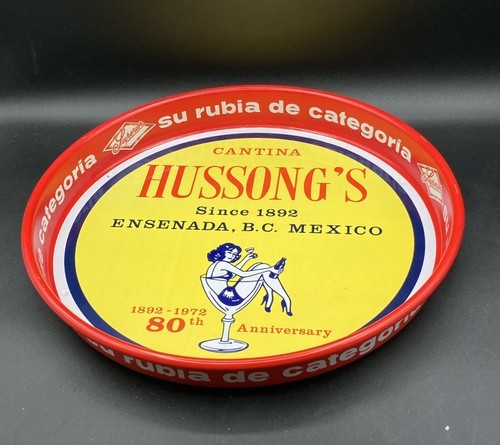 su rubia de categoria
categoria
CANTINA
HUSSONG'S
Since 1892
ENSENADA, B.C. MEXICO
1892-1972
80th Anniversary
su rubia de categoria